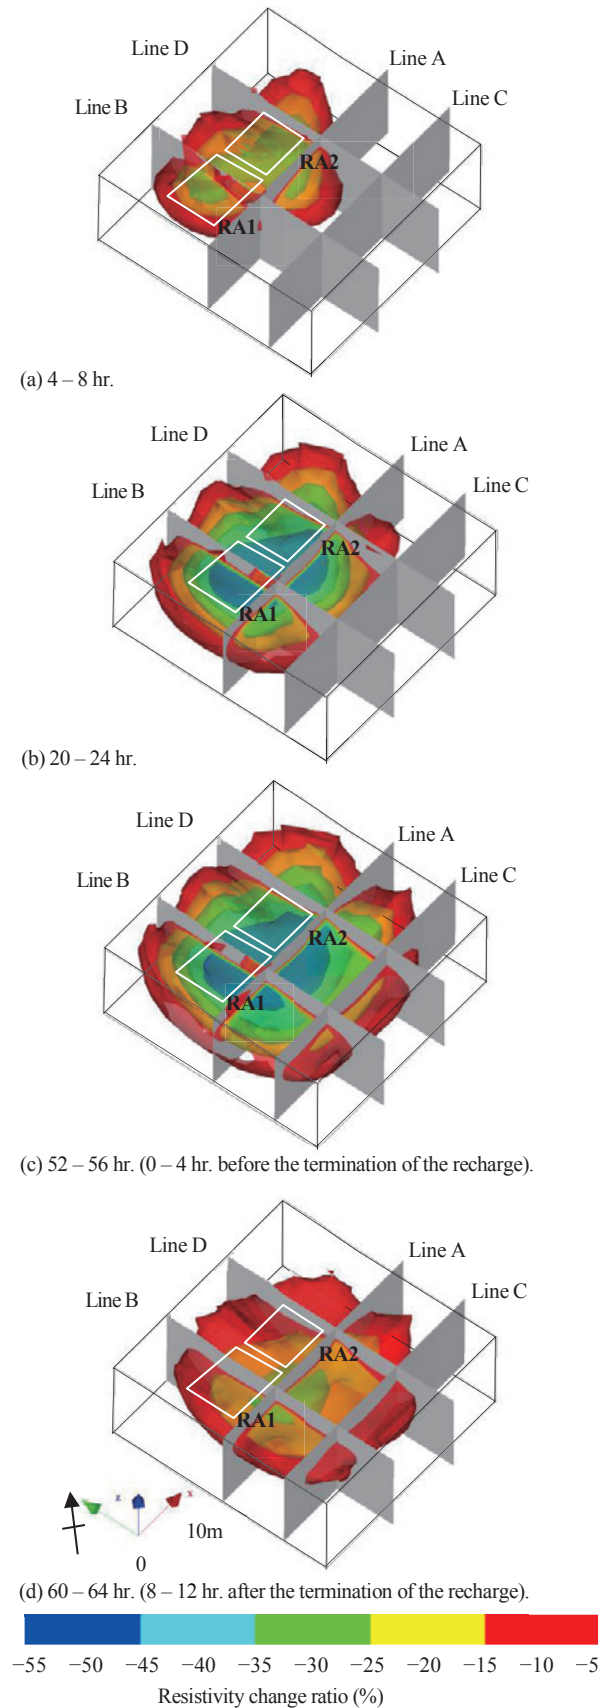 Line D
Line A
Line C
Line B
RA2
RA1
(a) 4 – 8 hr.
Line D
Line A
Line B
Line C
RA2
RA1
(b) 20 – 24 hr.
Line D
Line A
Line C
Line B
RA2
RA1
(c) 52 – 56 hr. (0 – 4 hr. before the termination of the recharge).
Line D
Line A
Line C
Line B
RA2
RA1
z
x
10m
0
(d) 60 – 64 hr. (8 – 12 hr. after the termination of the recharge).
−55 −50 −45 −40 −35 −30 −25 −20 −15 −10 −5
Resistivity change ratio (%)